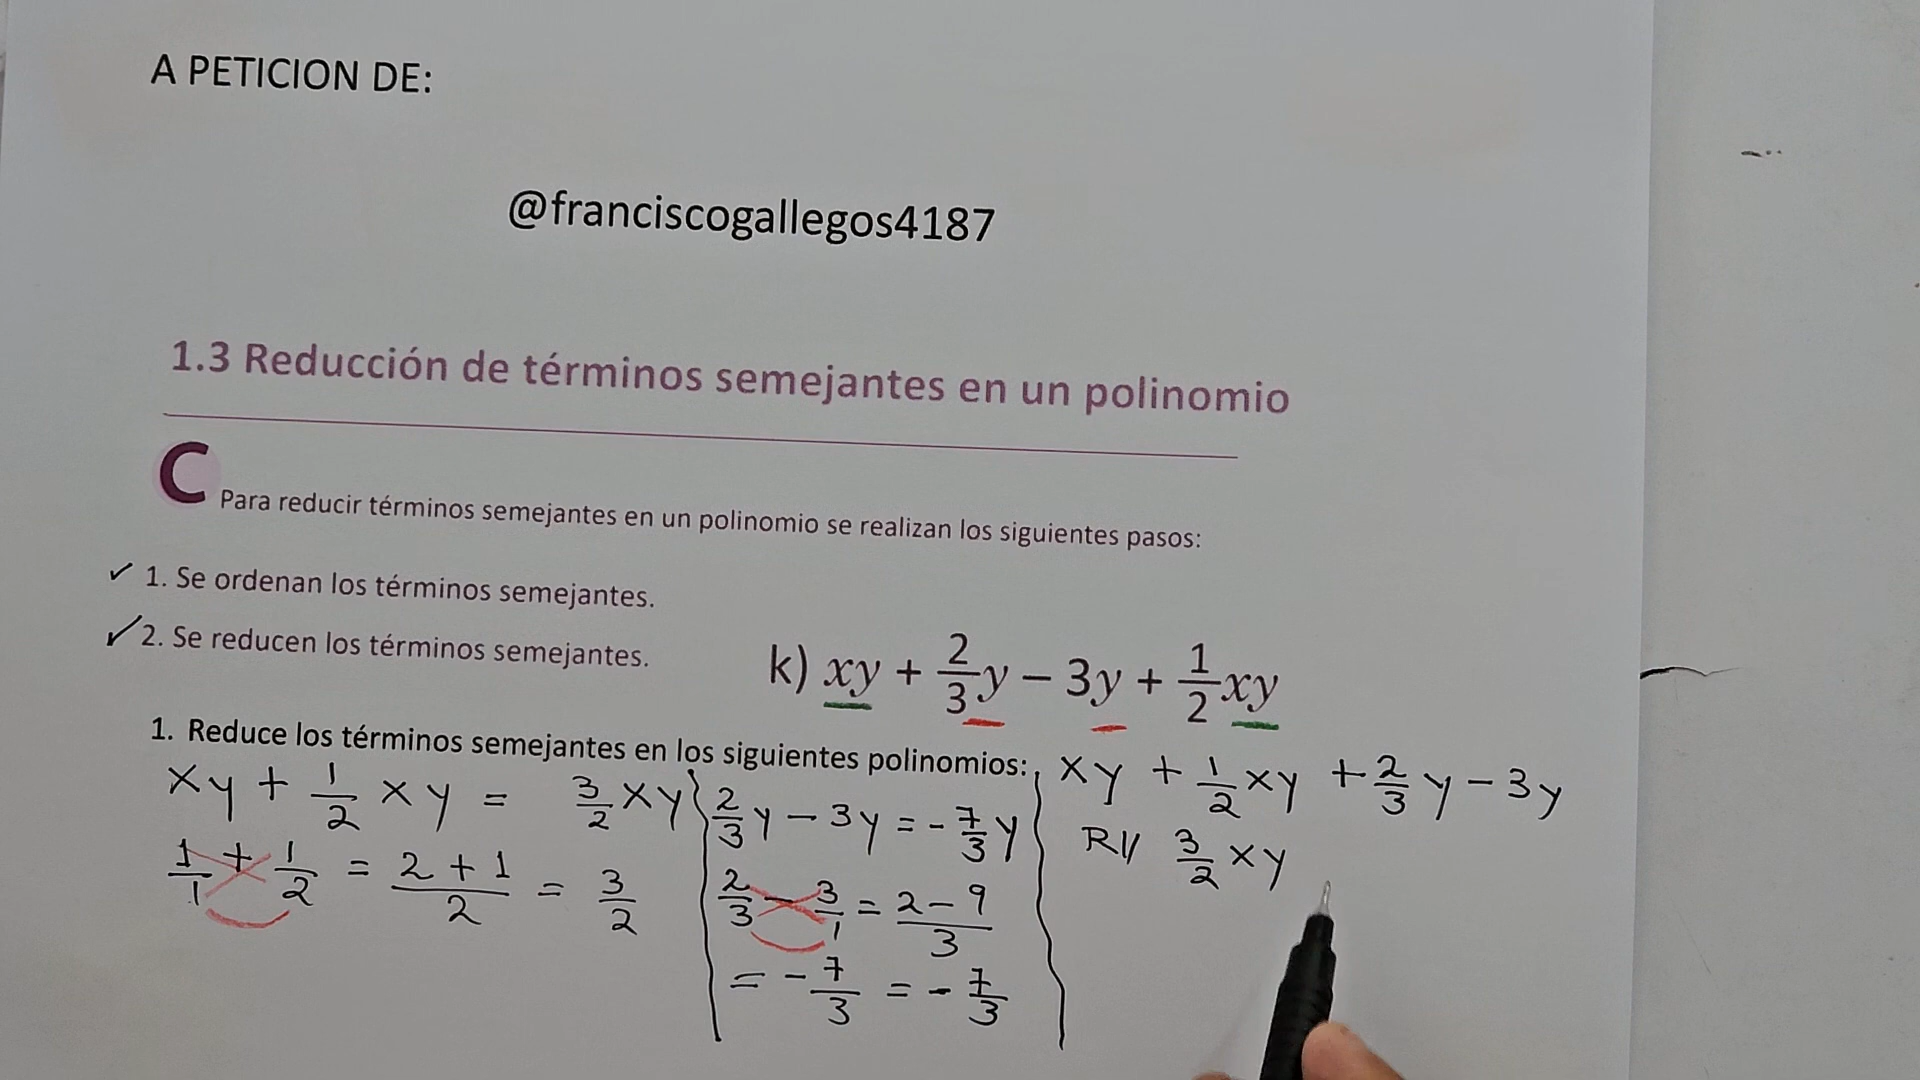 A PETICION DE:
@franciscogallegos4187
1.3 Reducción de términos semejantes en un polinomio
C Para reducir términos semejantes en un polinomio se realizan los siguientes pasos:
✓ 1. Se ordenan los términos semejantes.
✓ 2. Se reducen los términos semejantes.
k) xy + 2/3 y − 3y + 1/2 xy
1. Reduce los términos semejantes en los siguientes polinomios:
xy + 1/2 xy = 3/2 xy
1/1 + 1/2 = 2 + 1/2 = 3/2
2/3 y − 3y = − 7/3 y
2/3 − 3/1 = 2 − 9/3
= − 7/3 = − 7/3
xy + 1/2 xy + 2/3 y − 3y
R// 3/2 xy